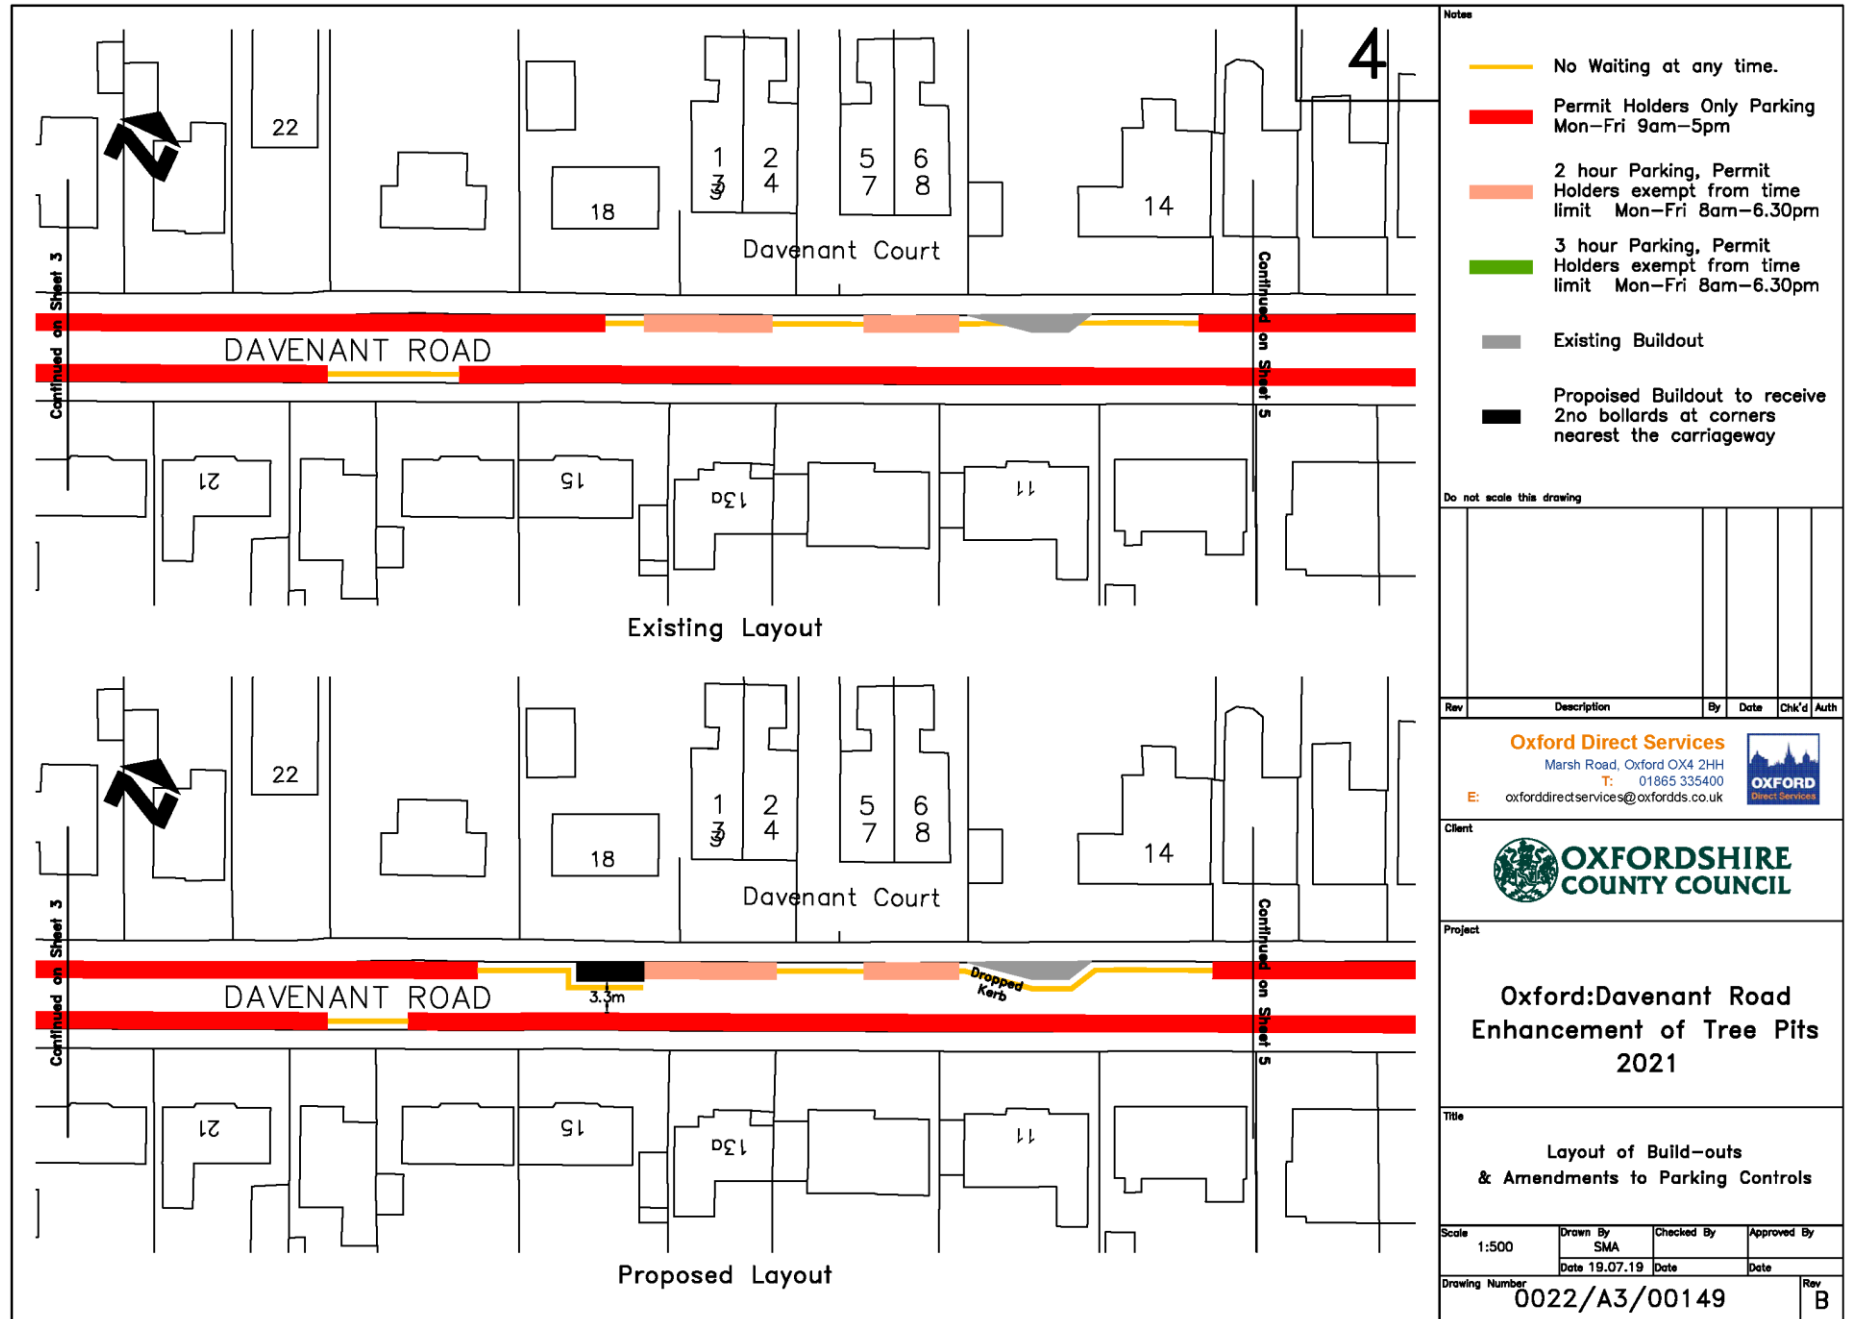 4
22
18
1 2
3 4
3
5 6
7 8
14
Davenant Court
Continued on Sheet 3
Continued on Sheet 5
DAVENANT ROAD
21
15
13a
11
Existing Layout
22
18
1 2
3 4
3
5 6
7 8
14
Davenant Court
Continued on Sheet 3
Continued on Sheet 5
Dropped
Kerb
3.3m
DAVENANT ROAD
21
15
13a
11
Proposed Layout
Notes
No Waiting at any time.
Permit Holders Only Parking
Mon-Fri 9am-5pm
2 hour Parking, Permit
Holders exempt from time
limit Mon-Fri 8am-6.30pm
3 hour Parking, Permit
Holders exempt from time
limit Mon-Fri 8am-6.30pm
Existing Buildout
Propoised Buildout to receive
2no bollards at corners
nearest the carriageway
Do not scale this drawing
Rev Description By Date Chk'd Auth
Oxford Direct Services
Marsh Road, Oxford OX4 2HH
T: 01865 335400
E: oxforddirectservices@oxfordds.co.uk
OXFORD
Direct Services
Client
OXFORDSHIRE
COUNTY COUNCIL
Project
Oxford:Davenant Road
Enhancement of Tree Pits
2021
Title
Layout of Build-outs
& Amendments to Parking Controls
Scale Drawn By Checked By Approved By
1:500 SMA
Date 19.07.19 Date Date
Drawing Number Rev
0022/A3/00149 B